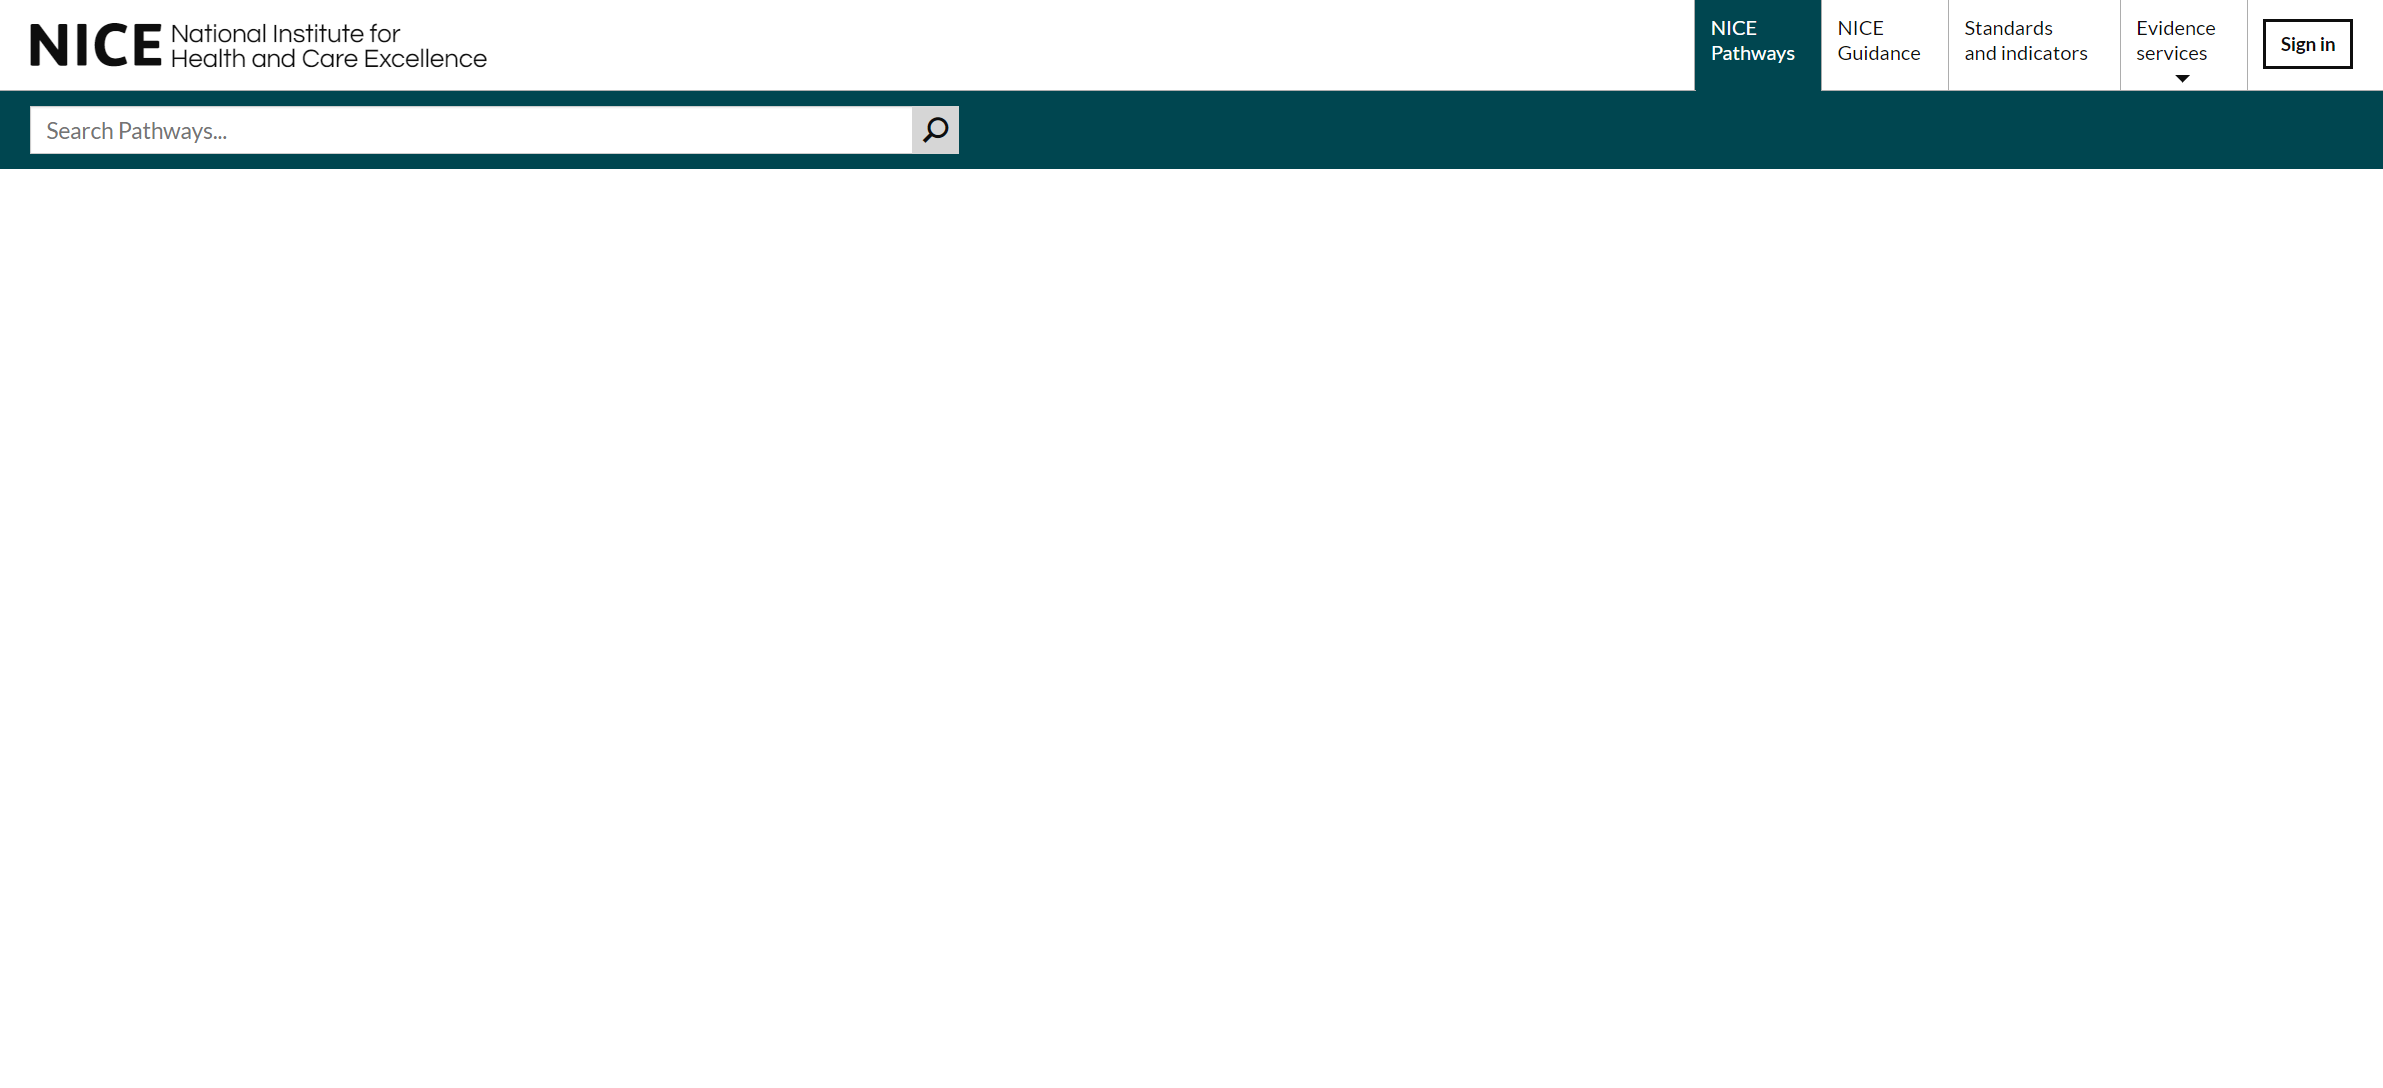 NICE National Institute for
Health and Care Excellence
NICE
Pathways
NICE
Guidance
Standards
and indicators
Evidence
services
Sign in
Search Pathways...